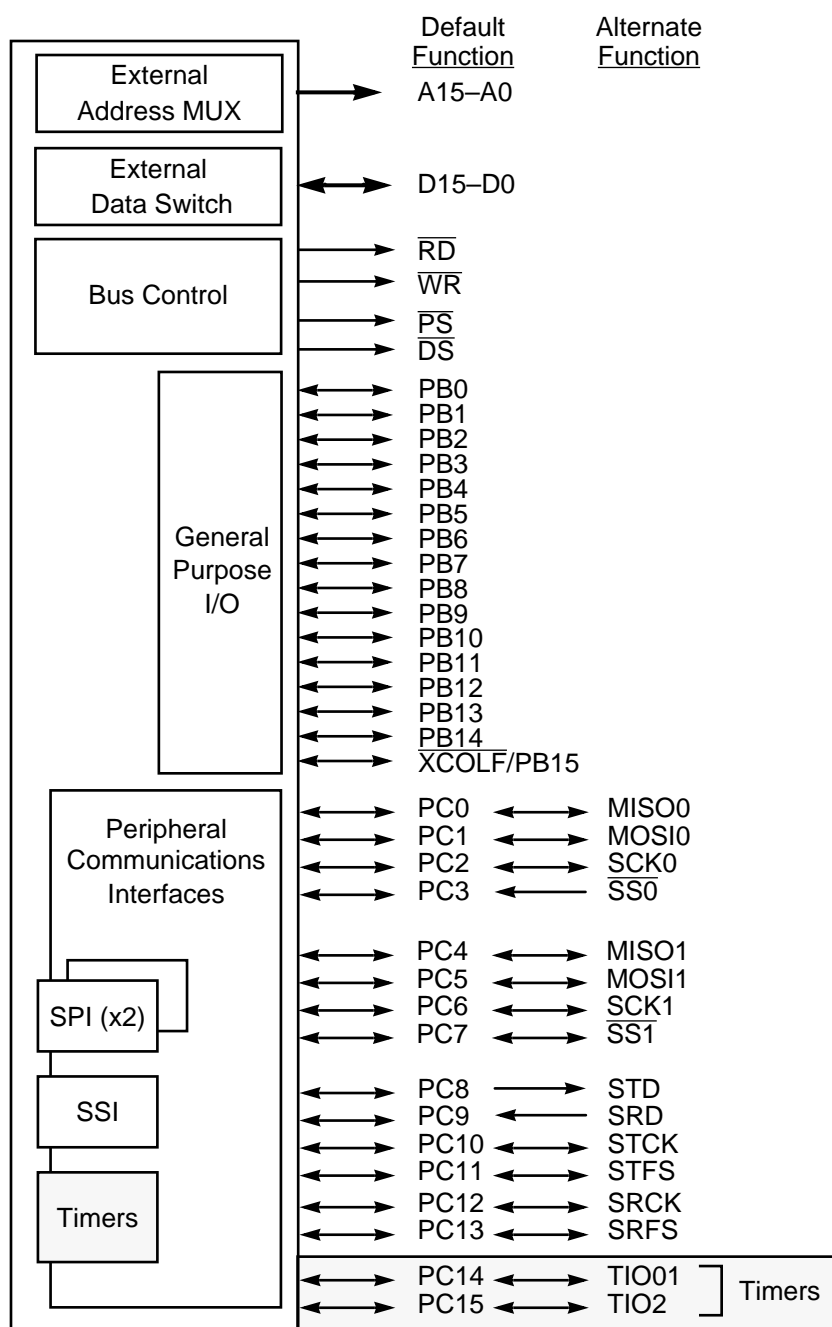 Default Alternate
Function Function
External
Address MUX
A15–A0
External
Data Switch
D15–D0
Bus Control
RD
WR
PS
DS
General
Purpose
I/O
PB0
PB1
PB2
PB3
PB4
PB5
PB6
PB7
PB8
PB9
PB10
PB11
PB12
PB13
PB14
XCOLF/PB15
Peripheral
Communications
Interfaces
PC0 MISO0
PC1 MOSI0
PC2 SCK0
PC3 SS0
PC4 MISO1
PC5 MOSI1
PC6 SCK1
PC7 SS1
SPI (x2)
PC8 STD
PC9 SRD
PC10 STCK
PC11 STFS
PC12 SRCK
PC13 SRFS
SSI
Timers
PC14 TIO01
PC15 TIO2
Timers